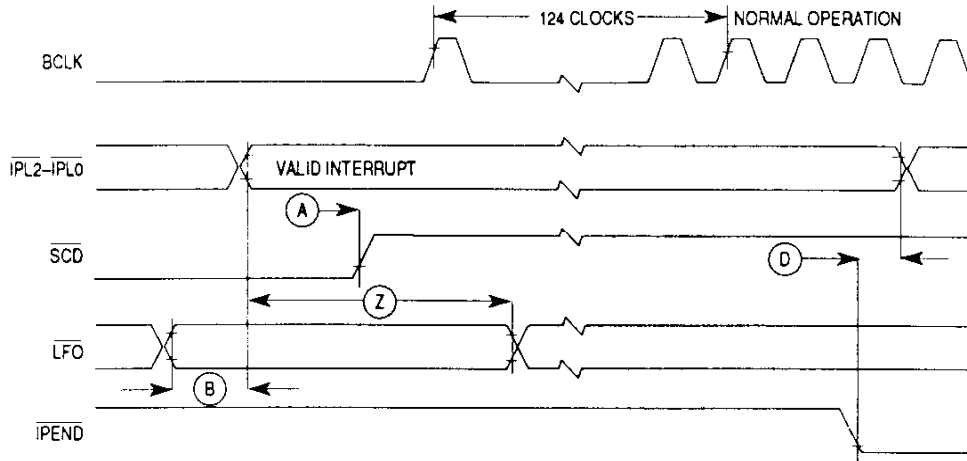 124 CLOCKS NORMAL OPERATION
BCLK
IPL2–IPL0
VALID INTERRUPT
A
SCD
D
Z
LFO
B
IPEND